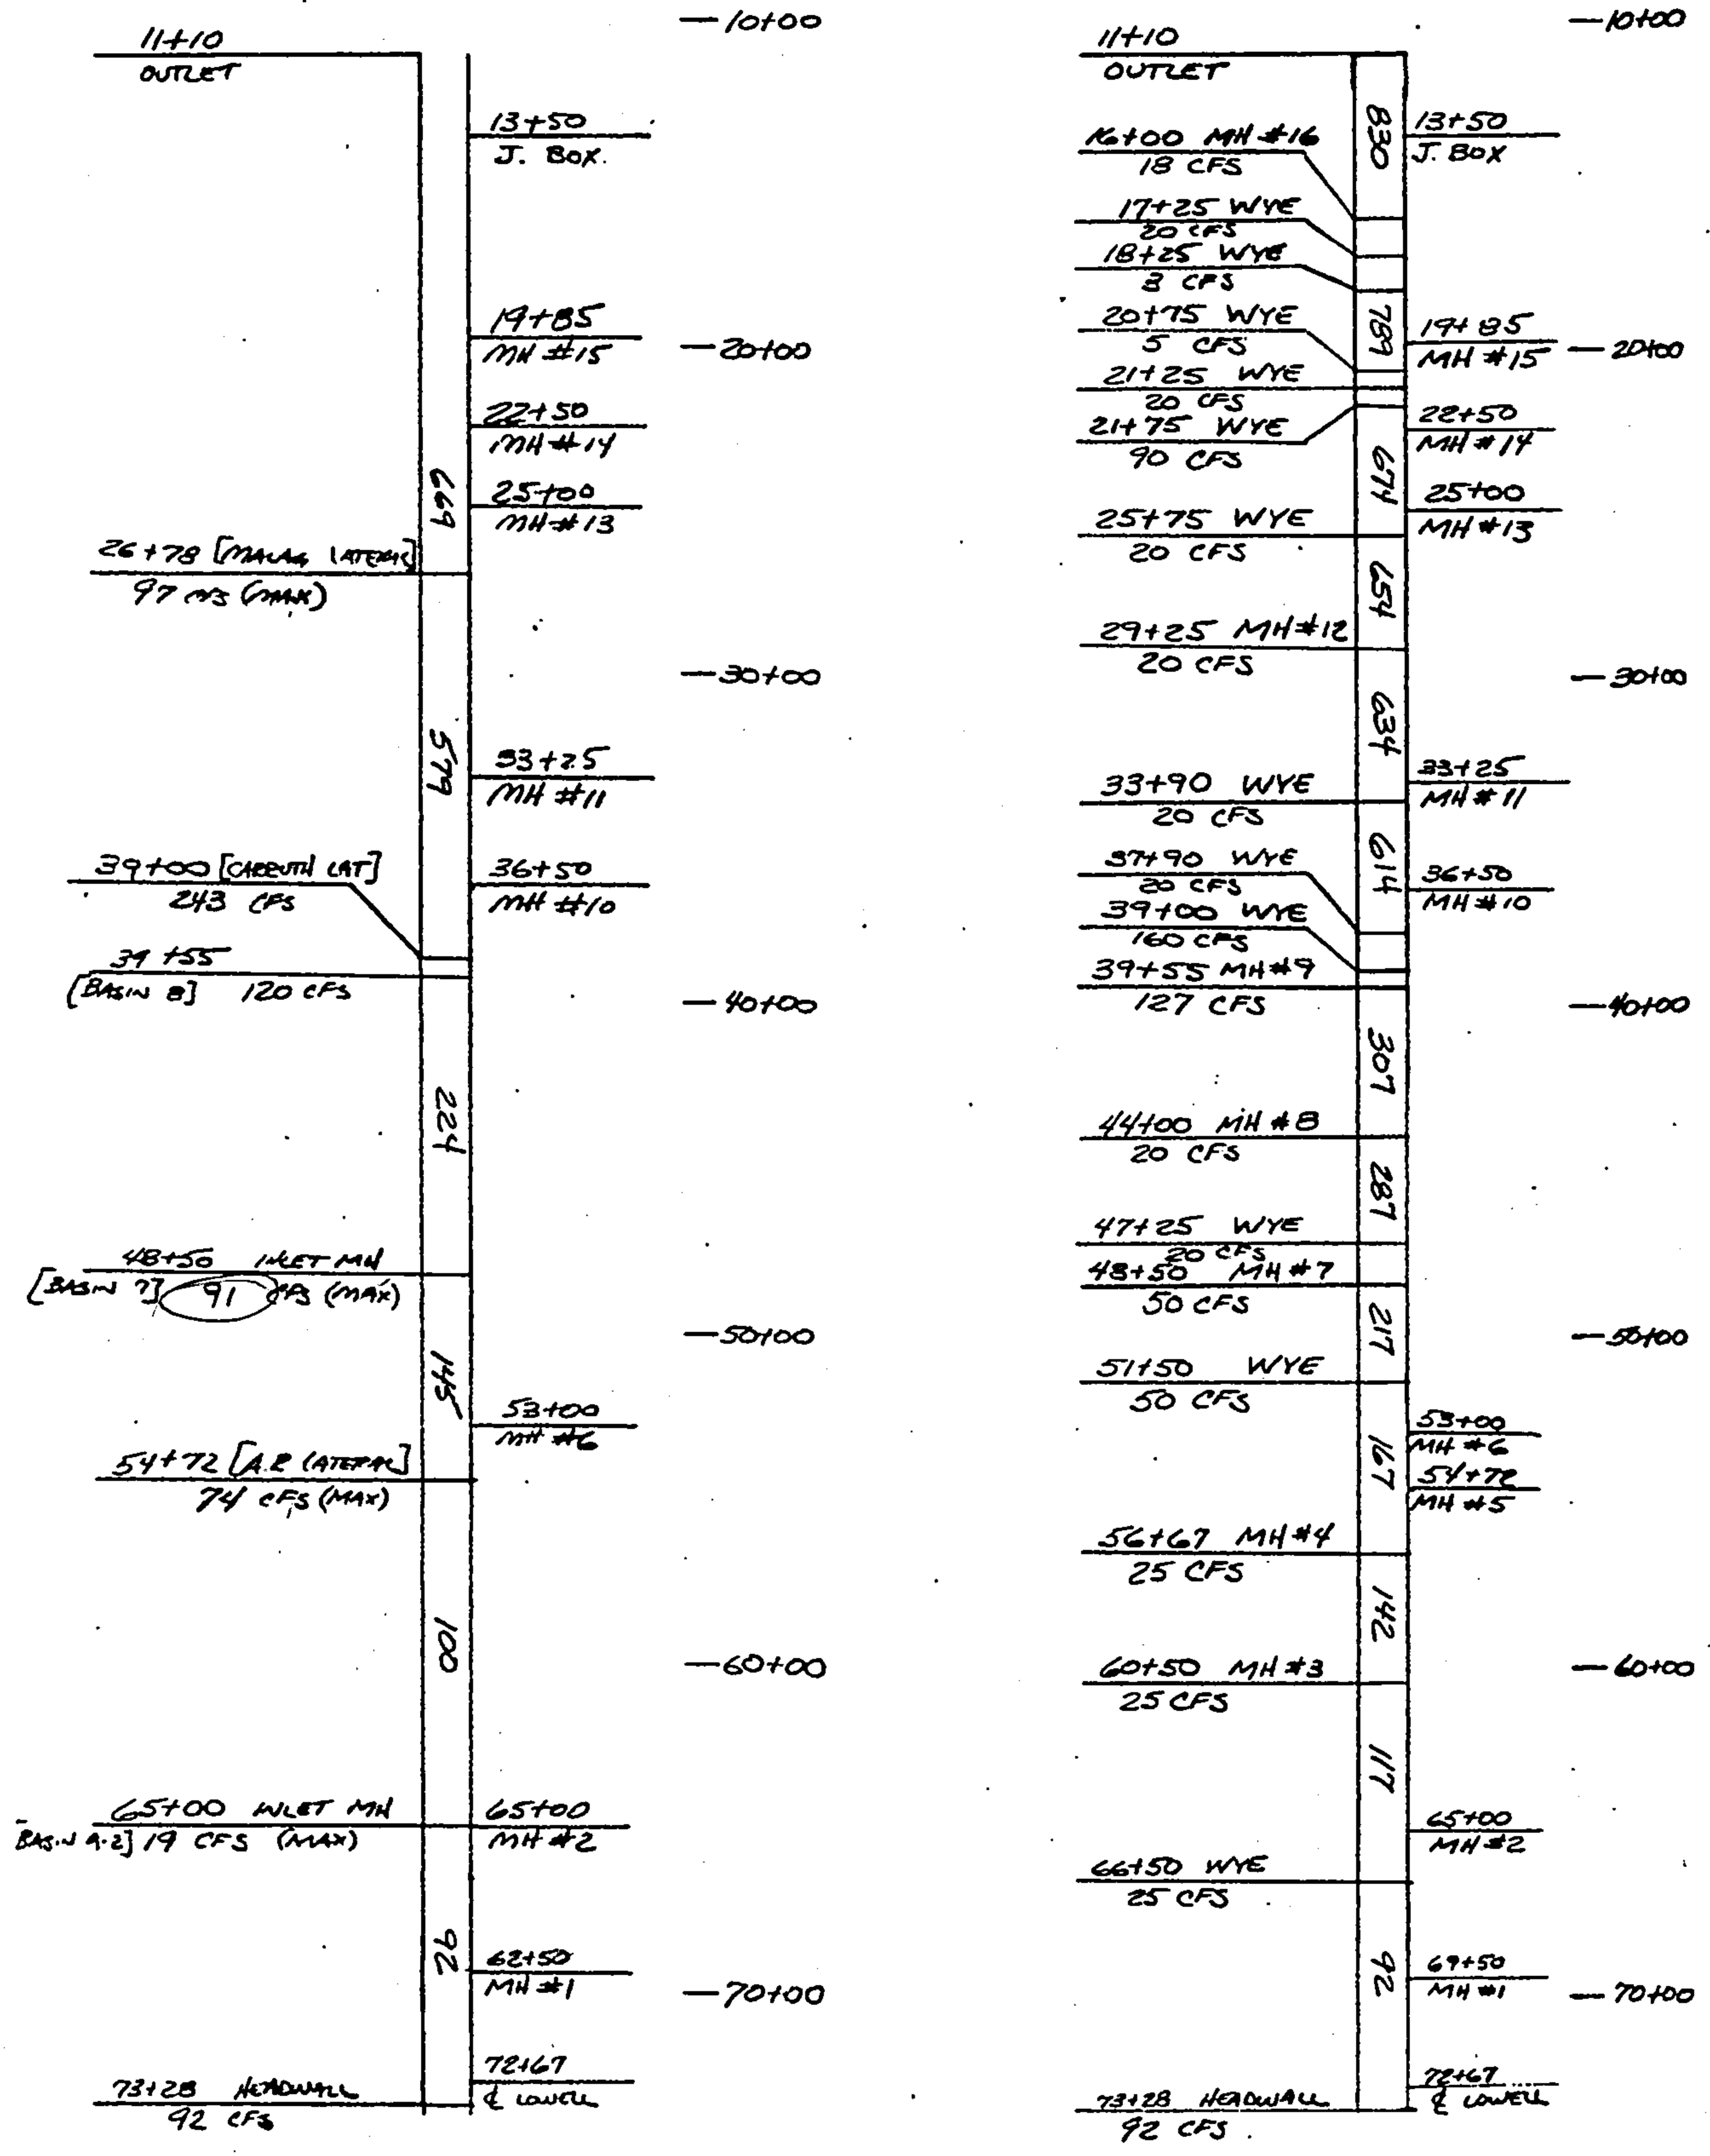 —10+00
11+10
OUTLET
13+50
J. BOX.
19+85
MH #15
—20+00
22+50
MH #14
669
25+00
MH #13
26+78 [
97 CFS (MAX)
—30+00
579
33+25
MH #11
39+00 [CARRUTH LAT]
243 CFS
36+50
MH #10
39+55
[BASIN 8] 120 CFS
—40+00
224
48+50 INLET MH
[BASIN 7] 91 CFS (MAX)
—50+00
145
53+00
MH #6
54+72 [A.R LATERAL]
74 CFS (MAX)
100
—60+00
65+00 INLET MH
BASIN A-2] 19 CFS (MAX)
65+00
MH #2
92
62+50
MH #1
—70+00
72+67
℄ LOWELL
73+28 HEADWALL
92 CFS
—10+00
11+10
OUTLET
830
13+50
J. BOX
16+00 MH #16
18 CFS
17+25 WYE
20 CFS
18+25 WYE
3 CFS
789
20+75 WYE
5 CFS
19+85
MH #15
—20+00
21+25 WYE
20 CFS
21+75 WYE
90 CFS
22+50
MH #14
674
25+00
MH #13
25+75 WYE
20 CFS
654
29+25 MH #12
20 CFS
—30+00
634
33+25
MH #11
33+90 WYE
20 CFS
614
37+90 WYE
20 CFS
36+50
MH #10
39+00 WYE
160 CFS
39+55 MH #9
127 CFS
—40+00
307
44+00 MH #8
20 CFS
287
47+25 WYE
20 CFS
48+50 MH #7
50 CFS
217
—50+00
51+50 WYE
50 CFS
53+00
MH #6
167
54+72
MH #5
56+67 MH #4
25 CFS
142
60+50 MH #3
25 CFS
—60+00
117
65+00
MH #2
66+50 WYE
25 CFS
92
69+50
MH #1
—70+00
72+67
℄ LOWELL
73+28 HEADWALL
92 CFS